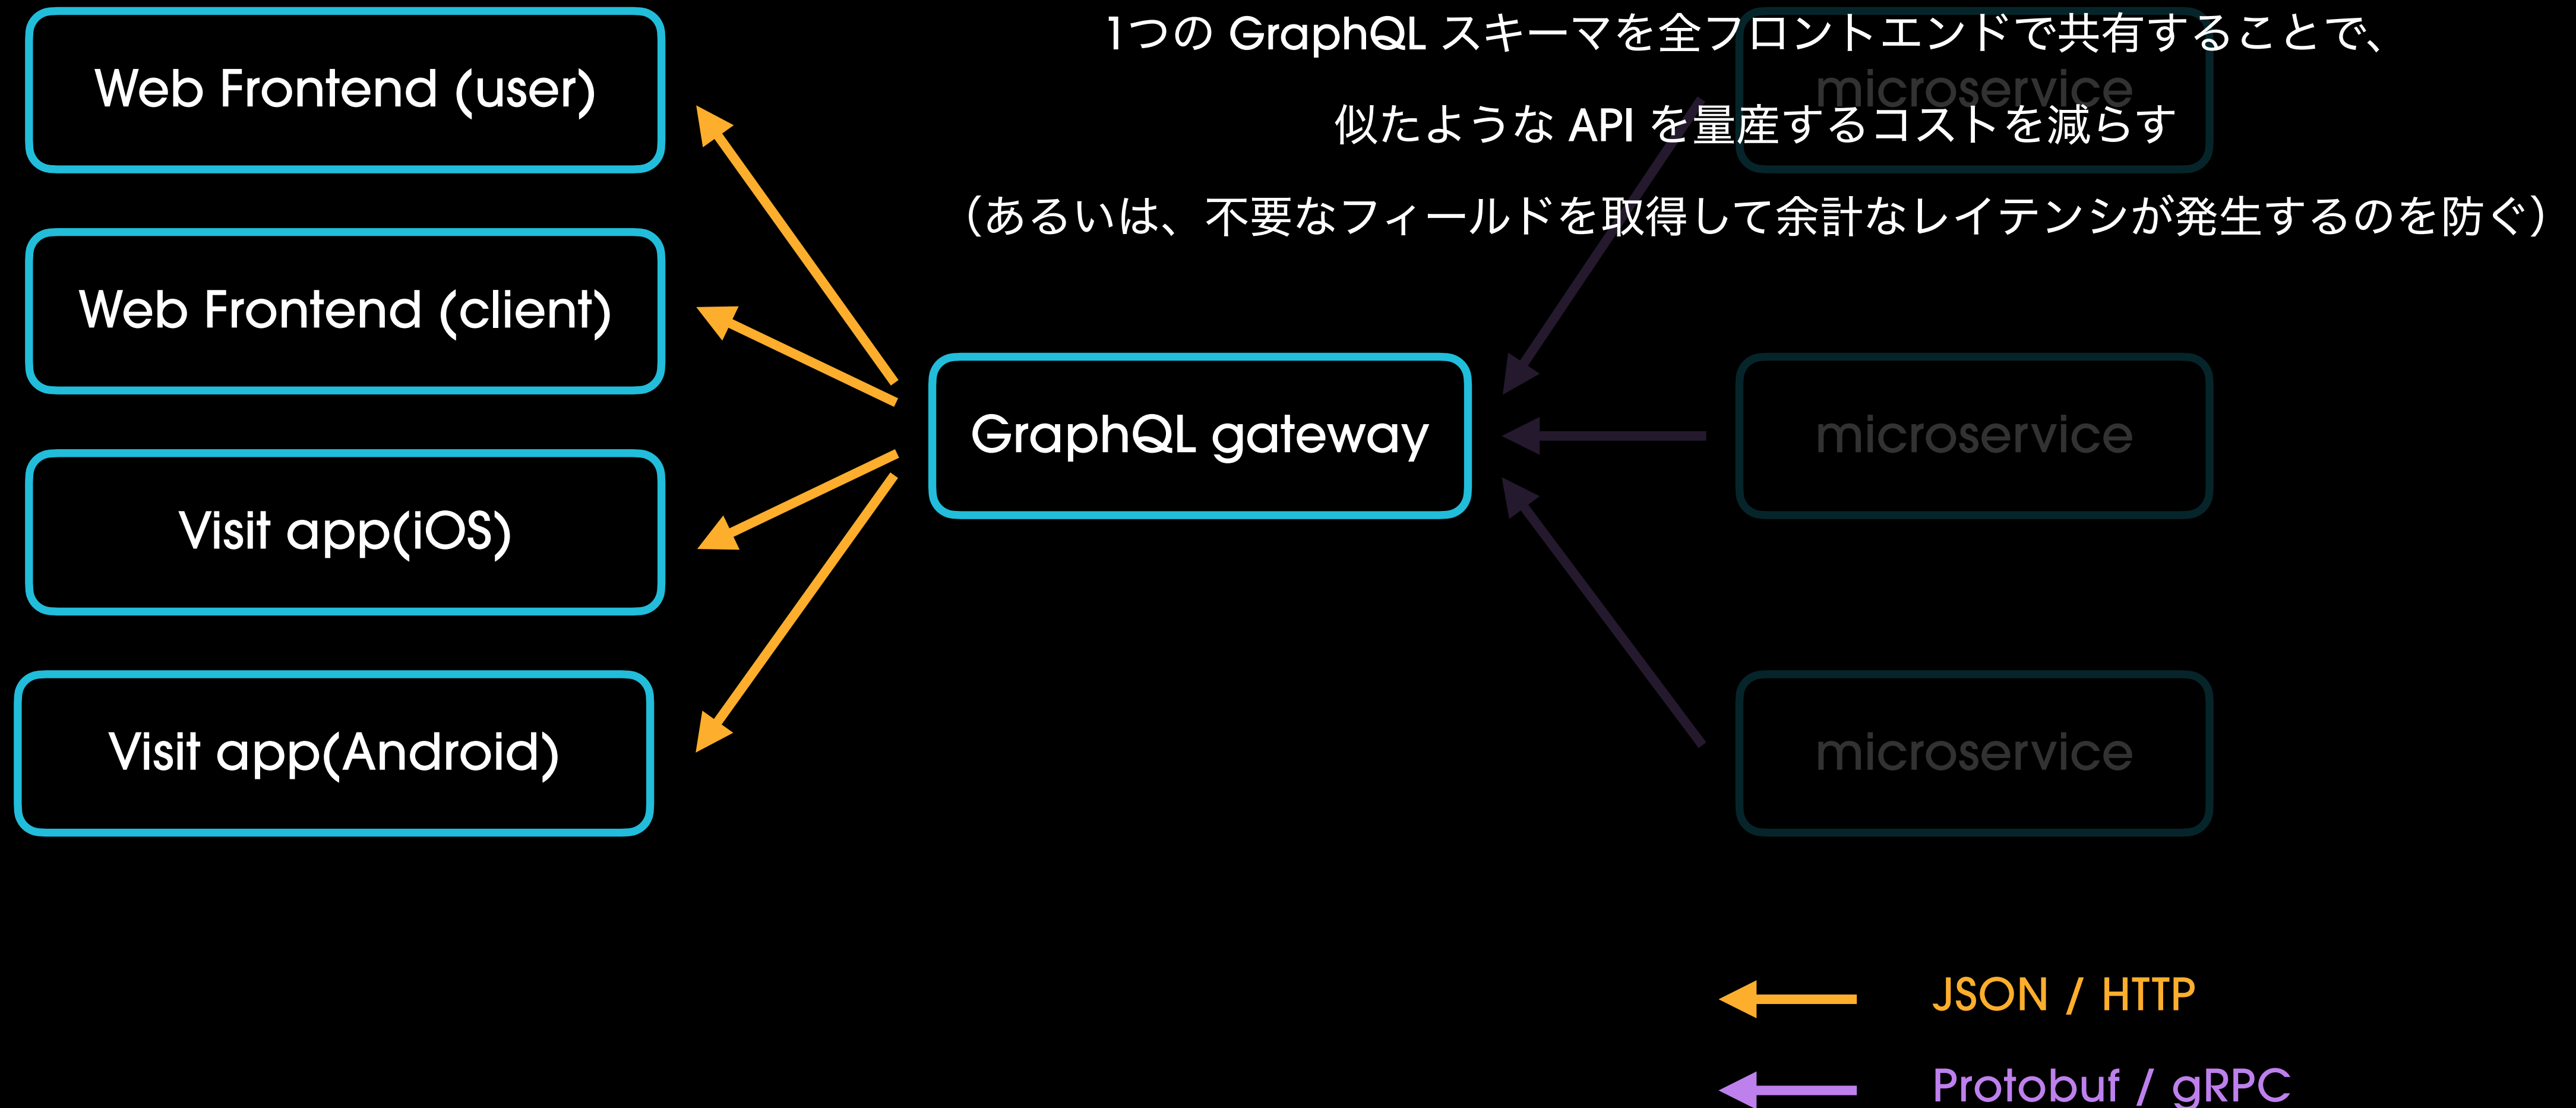 1つの GraphQL スキーマを全フロントエンドで共有することで、
似たような API を量産するコストを減らす
（あるいは、不要なフィールドを取得して余計なレイテンシが発生するのを防ぐ）
Web Frontend (user)
Web Frontend (client)
Visit app(iOS)
Visit app(Android)
GraphQL gateway
microservice
microservice
microservice
JSON / HTTP
Protobuf / gRPC